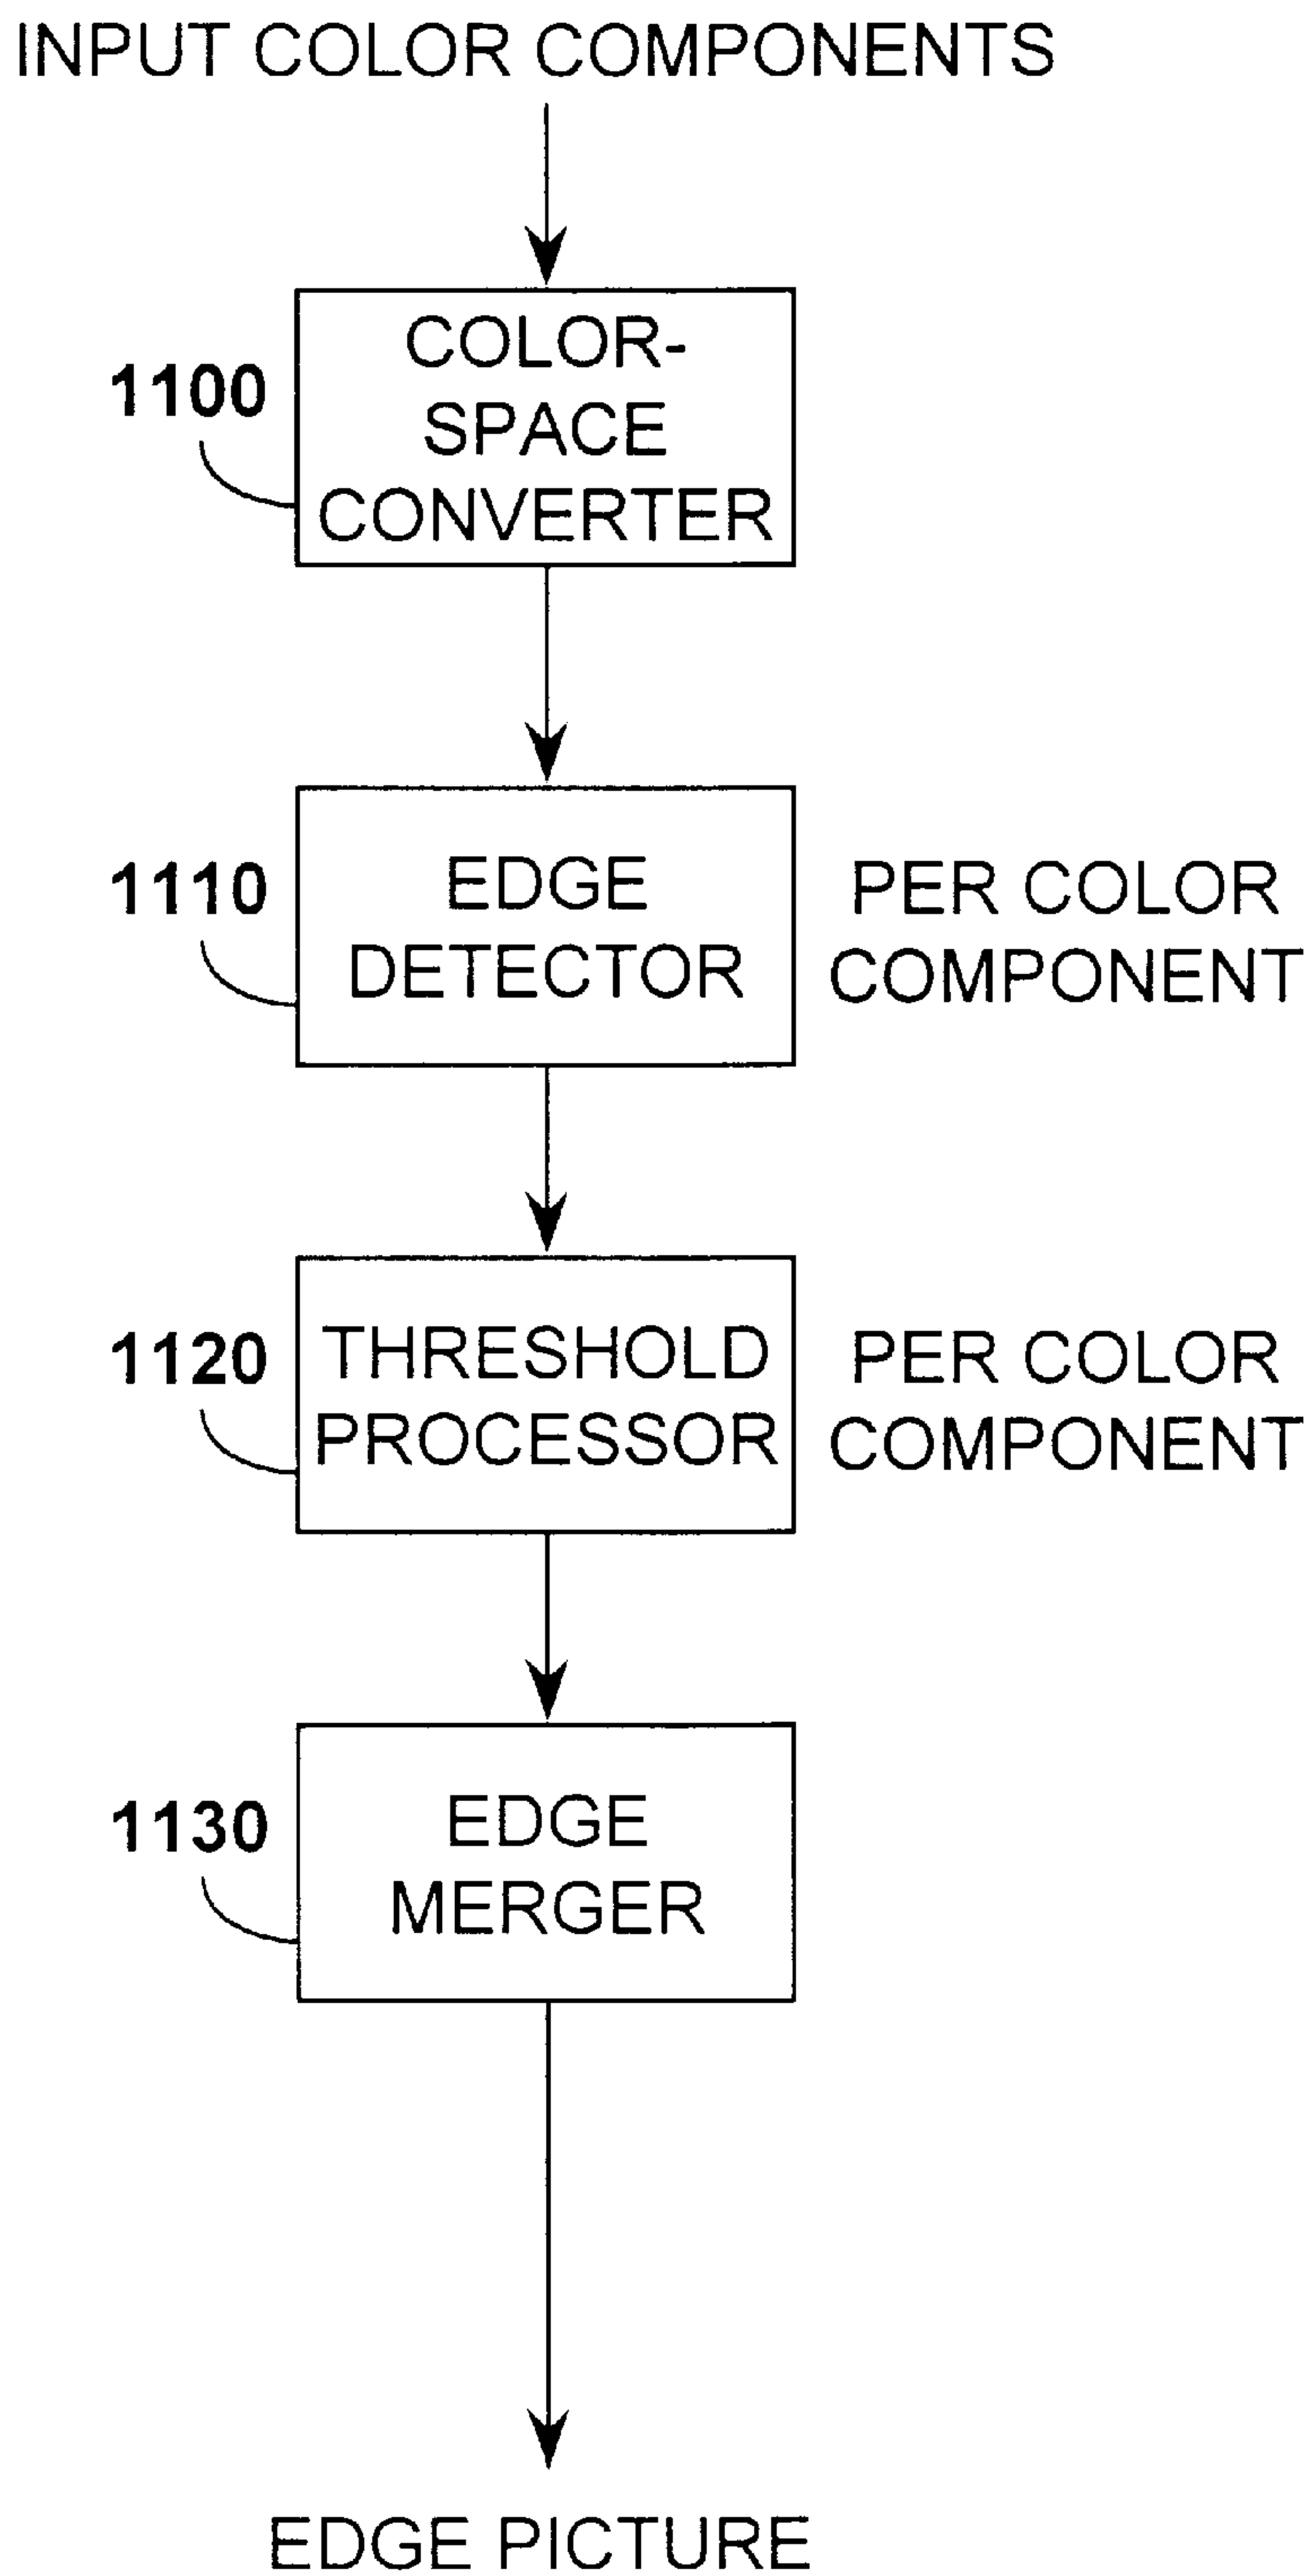 INPUT COLOR COMPONENTS
COLOR-
SPACE
CONVERTER
1100
EDGE
DETECTOR
1110
PER COLOR
COMPONENT
THRESHOLD
PROCESSOR
1120
PER COLOR
COMPONENT
EDGE
MERGER
1130
EDGE PICTURE